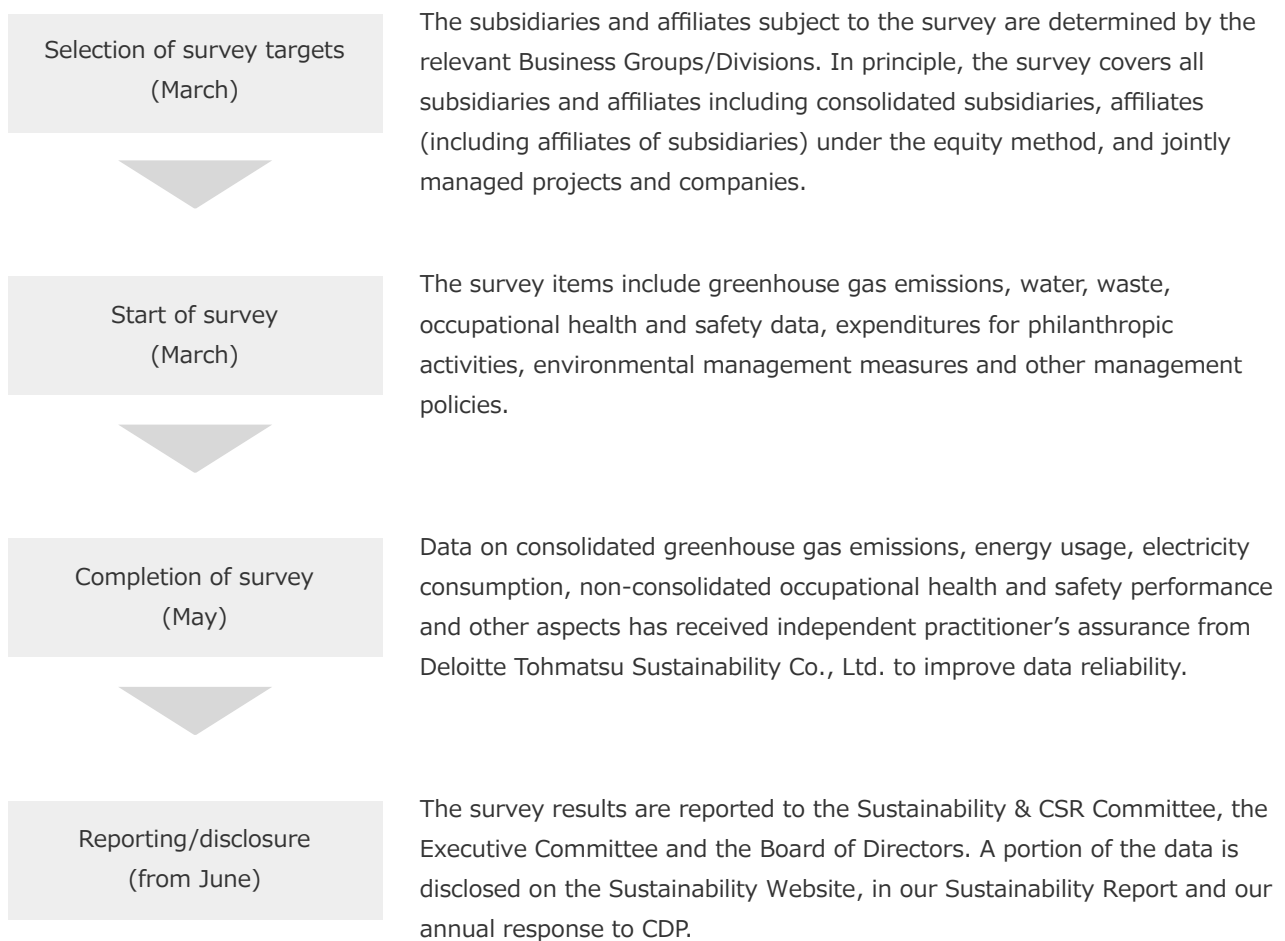 Selection of survey targets
(March)
The subsidiaries and affiliates subject to the survey are determined by the
relevant Business Groups/Divisions. In principle, the survey covers all
subsidiaries and affiliates including consolidated subsidiaries, affiliates
(including affiliates of subsidiaries) under the equity method, and jointly
managed projects and companies.
Start of survey
(March)
The survey items include greenhouse gas emissions, water, waste,
occupational health and safety data, expenditures for philanthropic
activities, environmental management measures and other management
policies.
Completion of survey
(May)
Data on consolidated greenhouse gas emissions, energy usage, electricity
consumption, non-consolidated occupational health and safety performance
and other aspects has received independent practitioner’s assurance from
Deloitte Tohmatsu Sustainability Co., Ltd. to improve data reliability.
Reporting/disclosure
(from June)
The survey results are reported to the Sustainability & CSR Committee, the
Executive Committee and the Board of Directors. A portion of the data is
disclosed on the Sustainability Website, in our Sustainability Report and our
annual response to CDP.